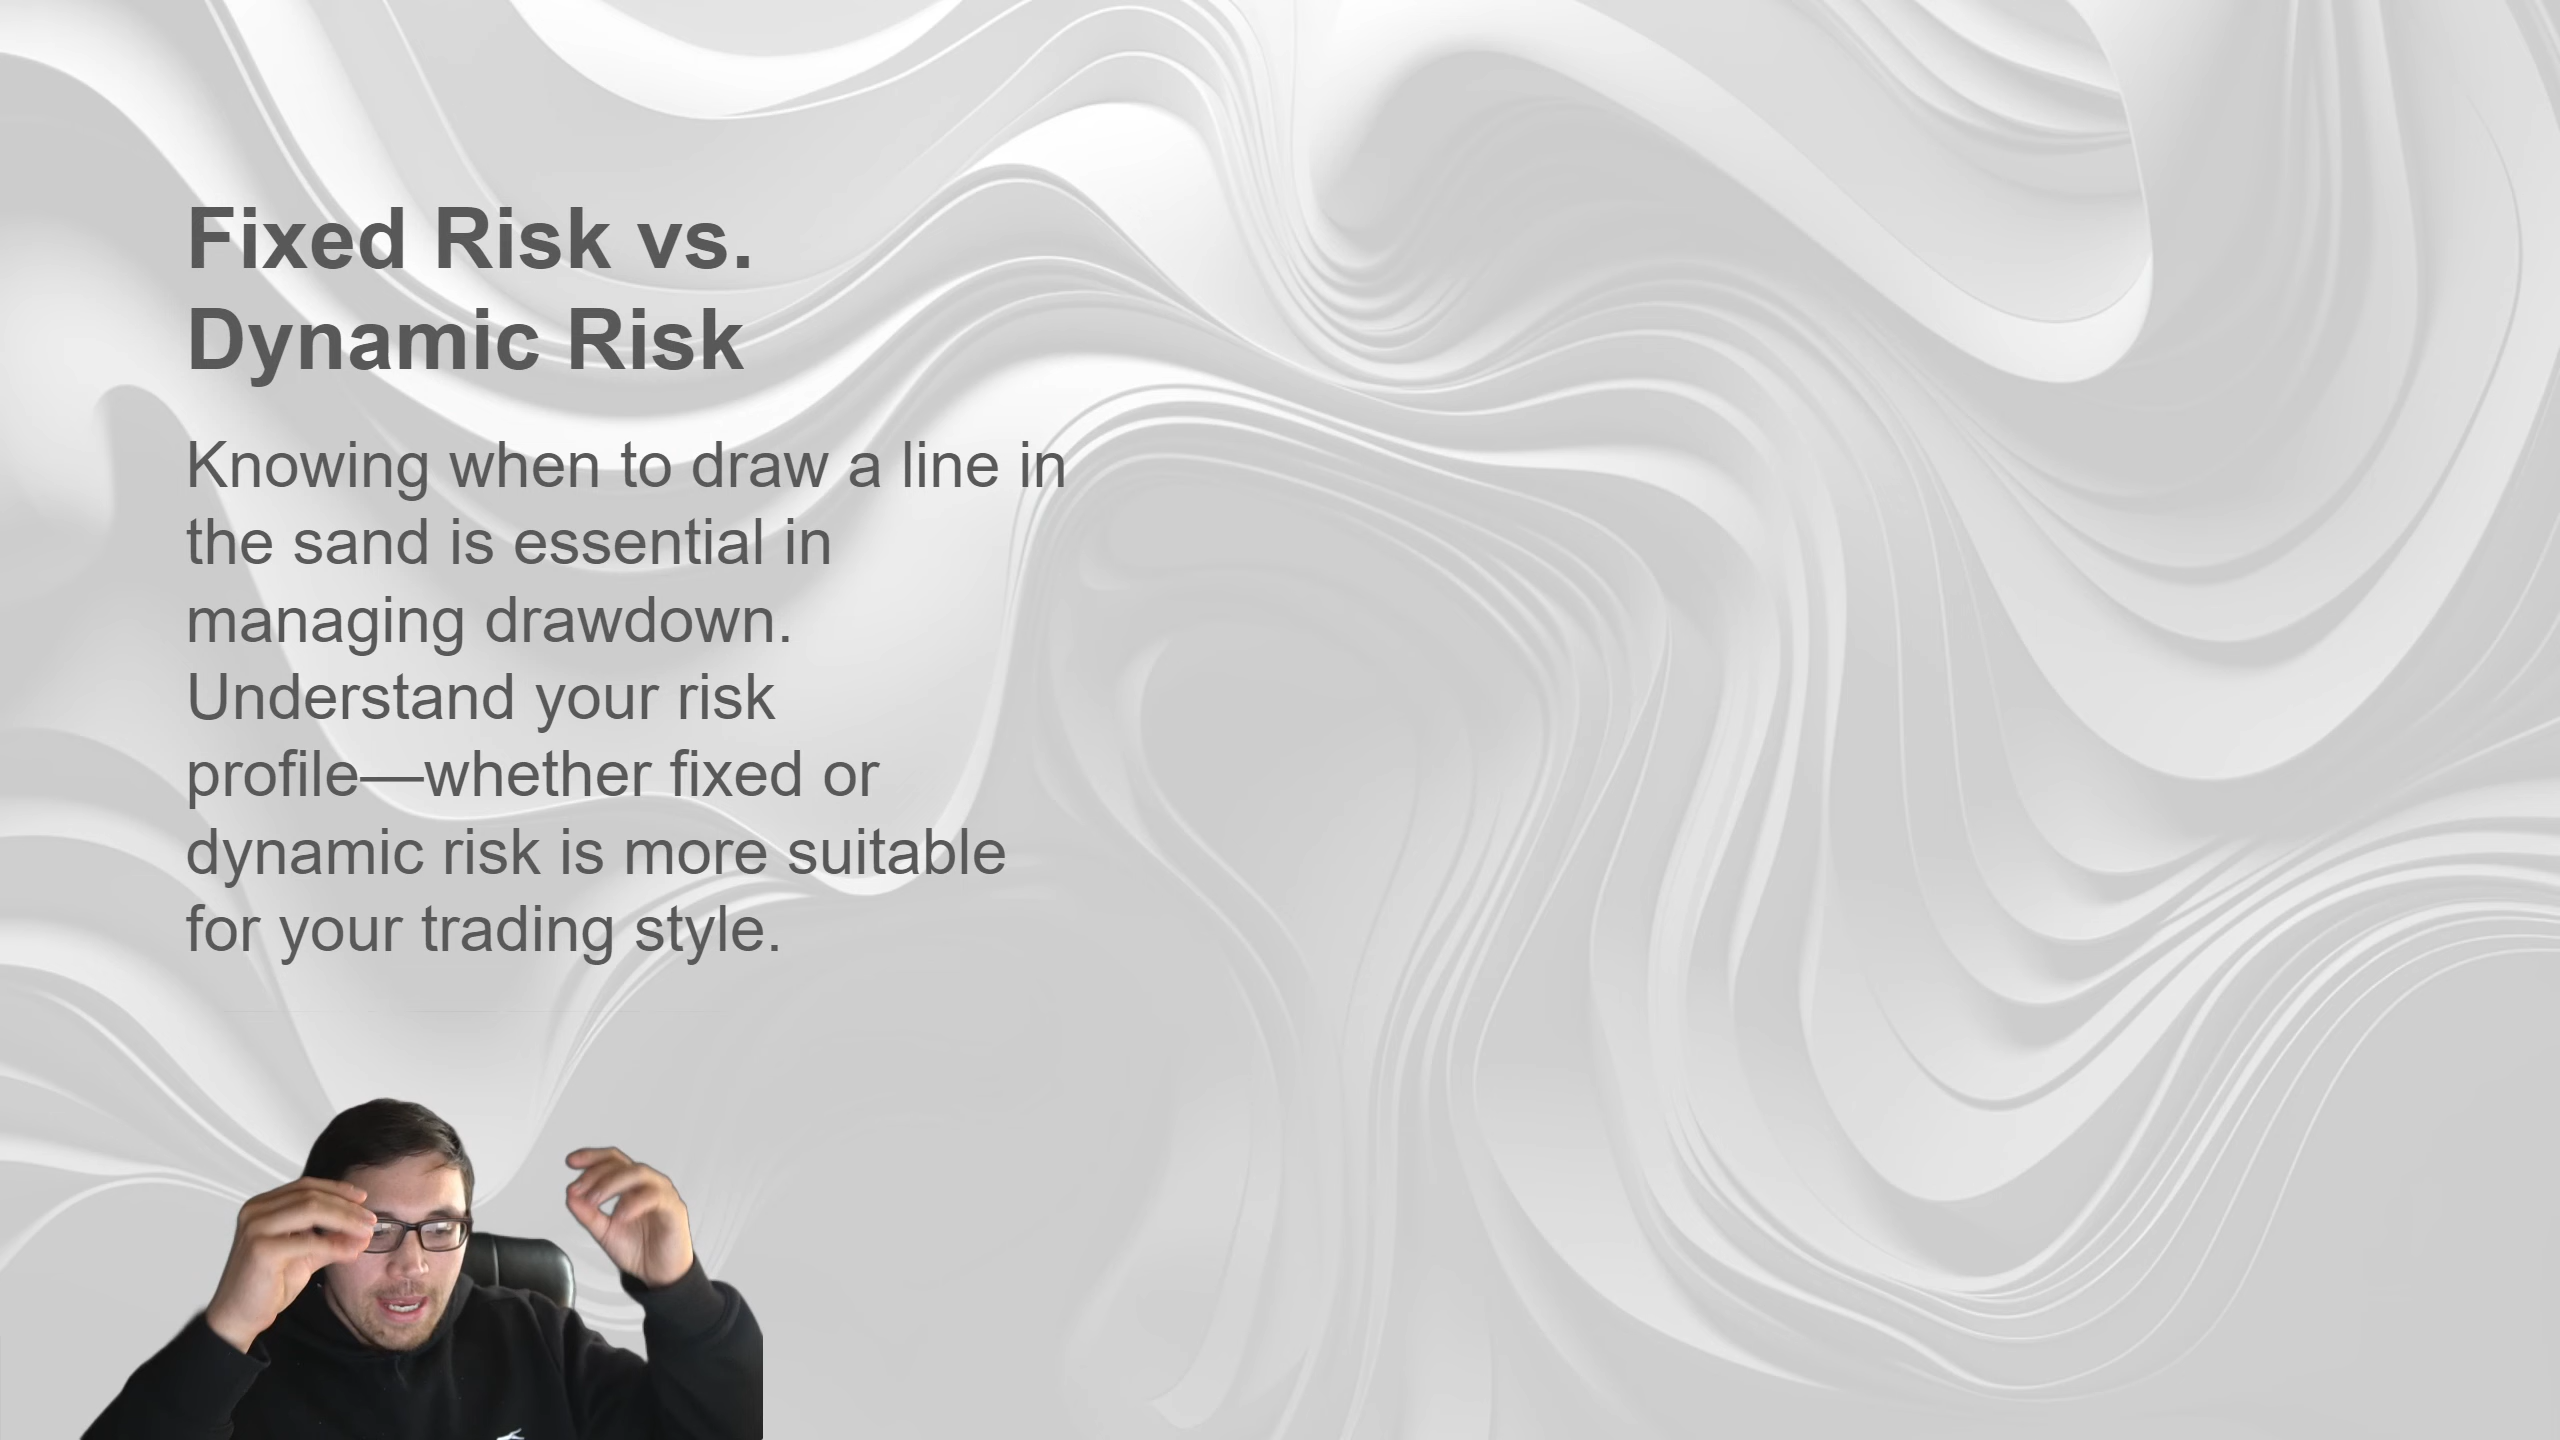 Fixed Risk vs.
Dynamic Risk
Knowing when to draw a line in
the sand is essential in
managing drawdown.
Understand your risk
profile—whether fixed or
dynamic risk is more suitable
for your trading style.